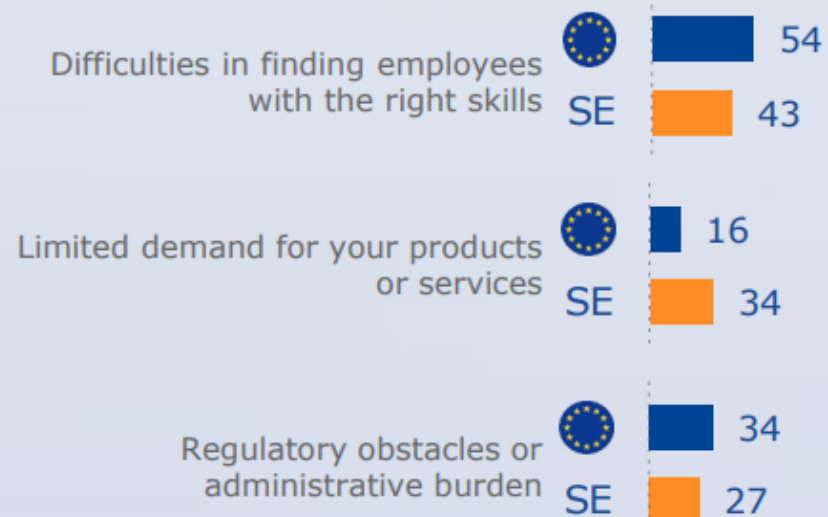 Difficulties in finding employees
with the right skills
54
SE
43
Limited demand for your products
or services
16
SE
34
Regulatory obstacles or
administrative burden
34
SE
27